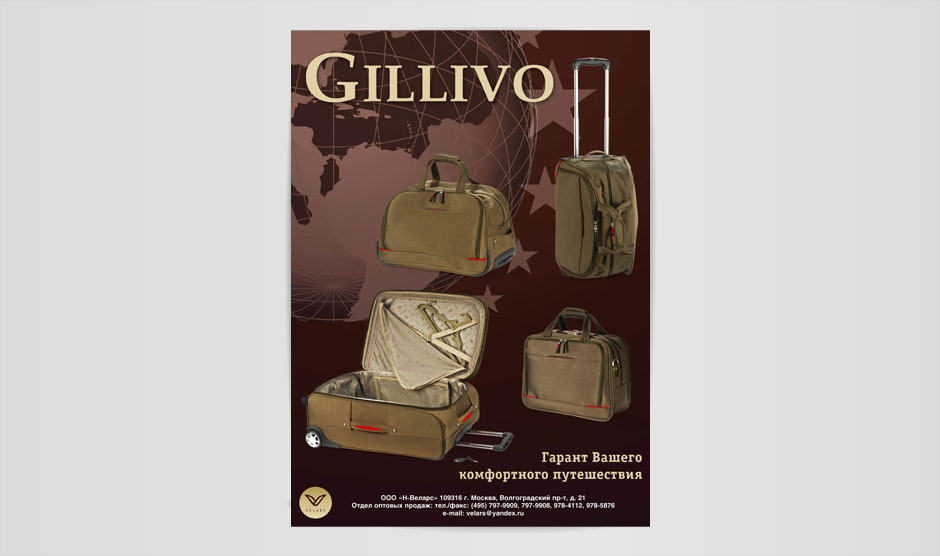 GILLIVO
Гарант Вашего
комфортного путешествия
VELARS
ООО «Н-Веларс» 109316 г. Москва, Волгоградский пр-т, д. 21
Отдел оптовых продаж: тел./факс: (495) 797-9909, 797-9908, 978-4112, 978-5876
e-mail: velars@yandex.ru